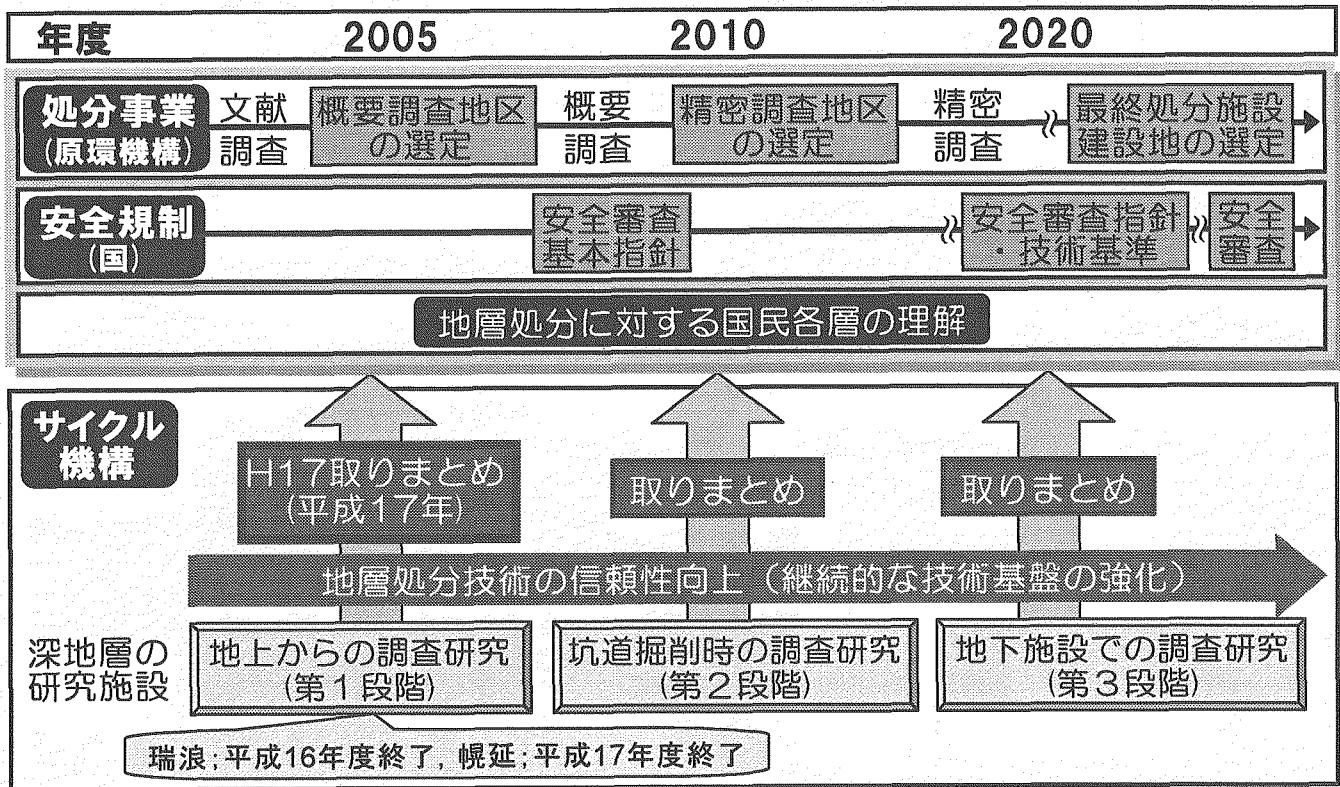 年度 2005 2010 2020
処分事業
(原環機構)
文献
調査
概要調査地区
の選定
概要
調査
精密調査地区
の選定
精密
調査
最終処分施設
建設地の選定
安全規制
(国)
安全審査
基本指針
安全審査指針
・技術基準
安全
審査
地層処分に対する国民各層の理解
サイクル
機構
H17取りまとめ
(平成17年)
取りまとめ
取りまとめ
地層処分技術の信頼性向上(継続的な技術基盤の強化)
深地層の
研究施設
地上からの調査研究
(第1段階)
坑道掘削時の調査研究
(第2段階)
地下施設での調査研究
(第3段階)
瑞浪;平成16年度終了, 幌延;平成17年度終了